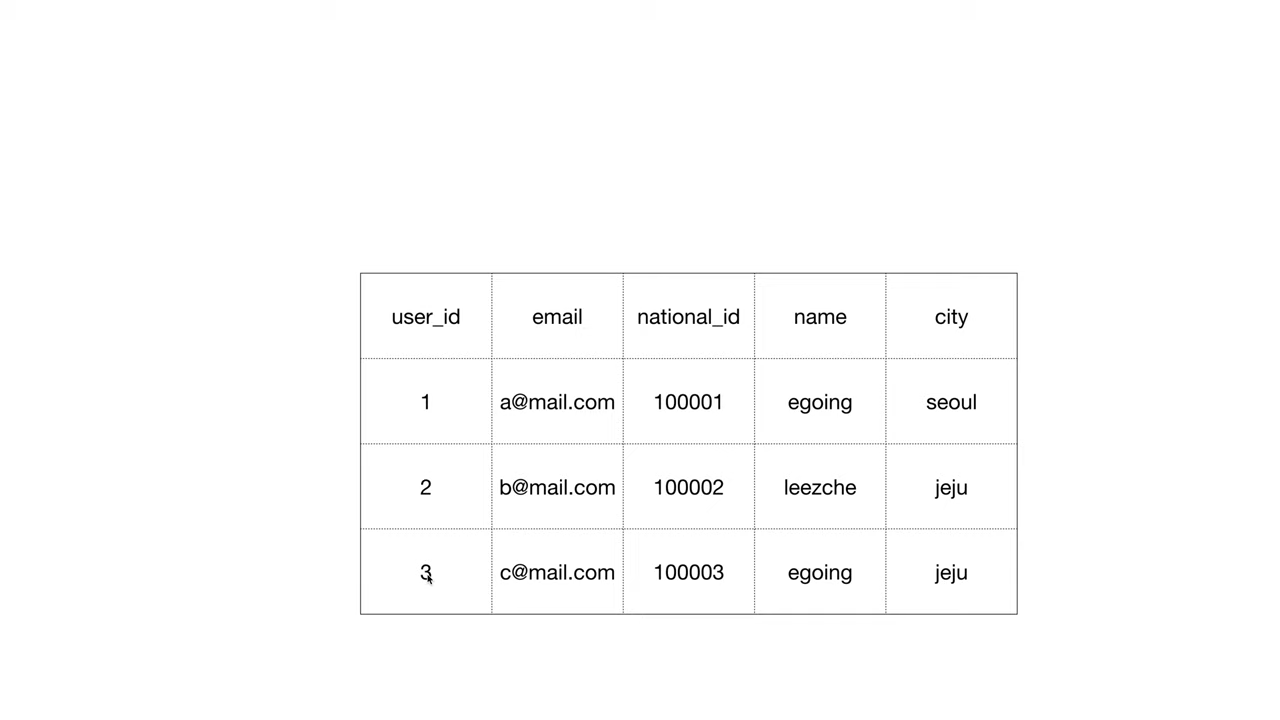 user_id email national_id name city
1 a@mail.com 100001 egoing seoul
2 b@mail.com 100002 leezche jeju
3 c@mail.com 100003 egoing jeju